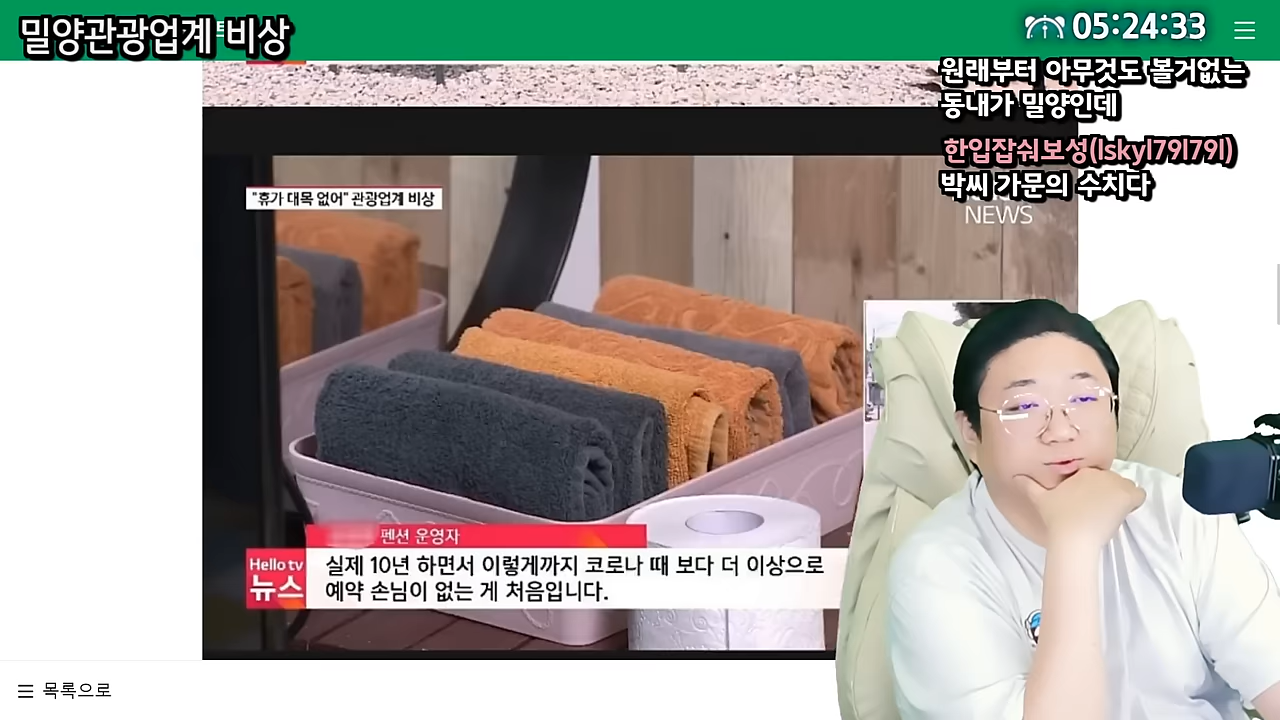 밀양관광업계 비상
05:24:33
원래부터 아무것도 볼거없는
동내가 밀양인데
한입잡숴보성(lskyl79l79l)
박씨 가문의 수치다
"휴가 대목 없어" 관광업계 비상
NEWS
펜션 운영자
Hello tv
뉴스
실제 10년 하면서 이렇게까지 코로나 때 보다 더 이상으로
예약 손님이 없는 게 처음입니다.
목록으로